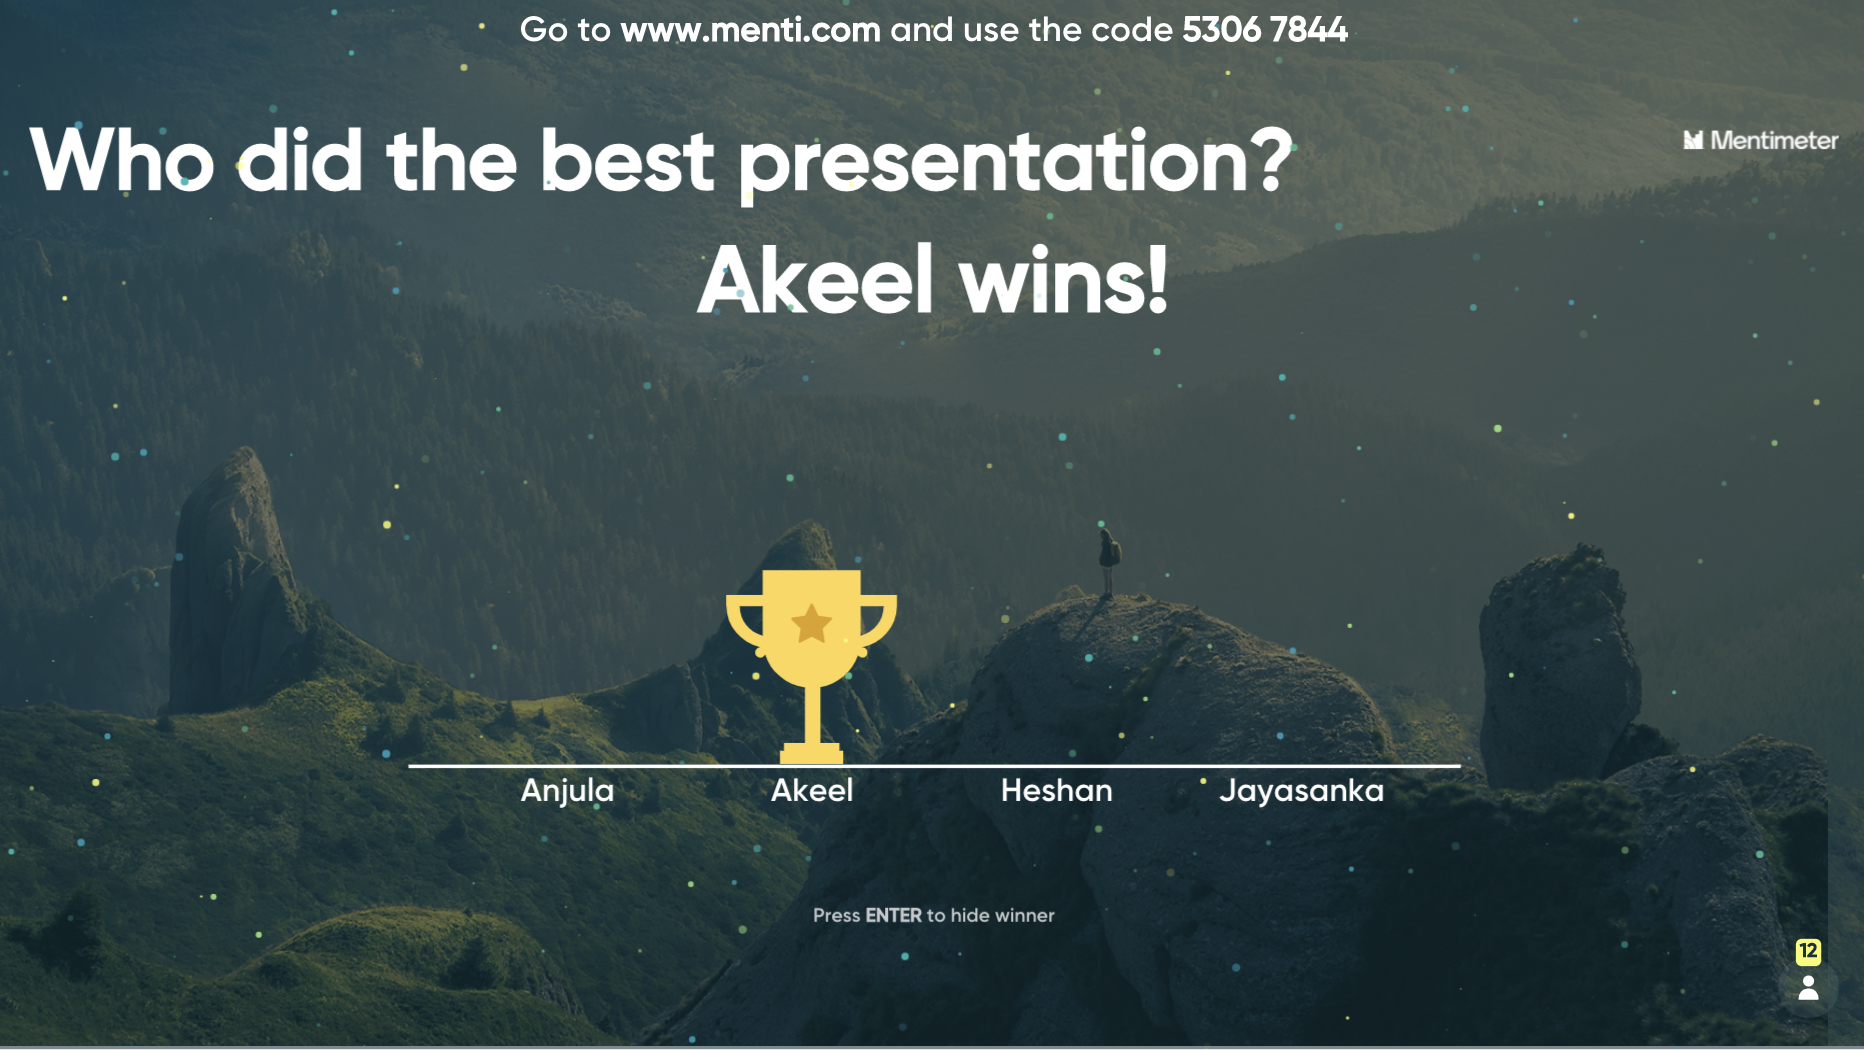 Go to www.menti.com and use the code 5306 7844
Mentimeter
Who did the best presentation?
Akeel wins!
Anjula
Akeel
Heshan
Jayasanka
Press ENTER to hide winner
12